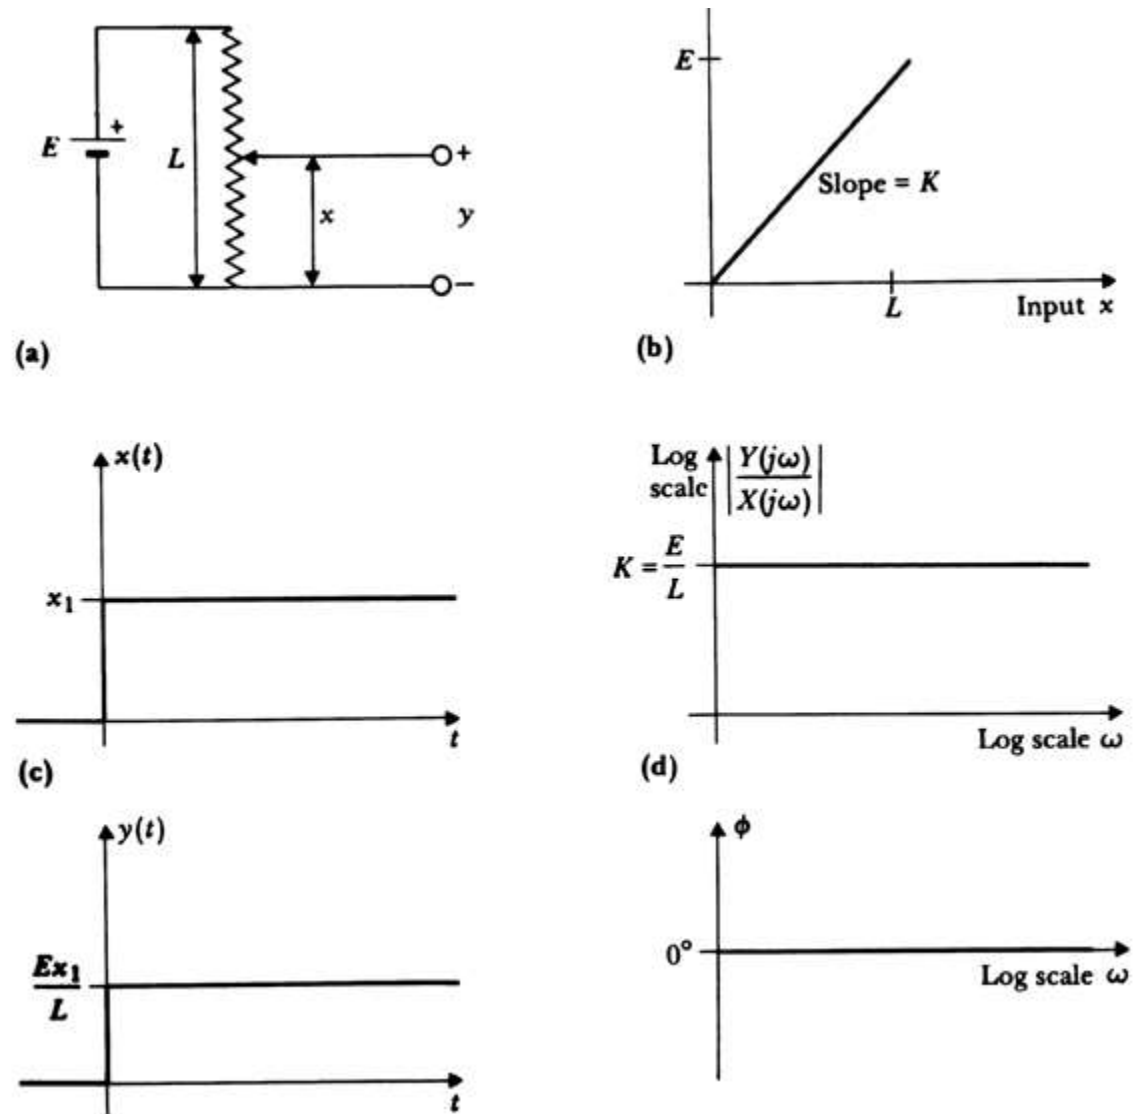 E
+
L
x
+
y
−
(a)
E
Slope = K
L
Input x
(b)
x(t)
x₁
t
(c)
y(t)
Ex₁
L
t
Log
scale
|Y(jω)
X(jω)|
K = E
L
Log scale ω
(d)
ϕ
0°
Log scale ω